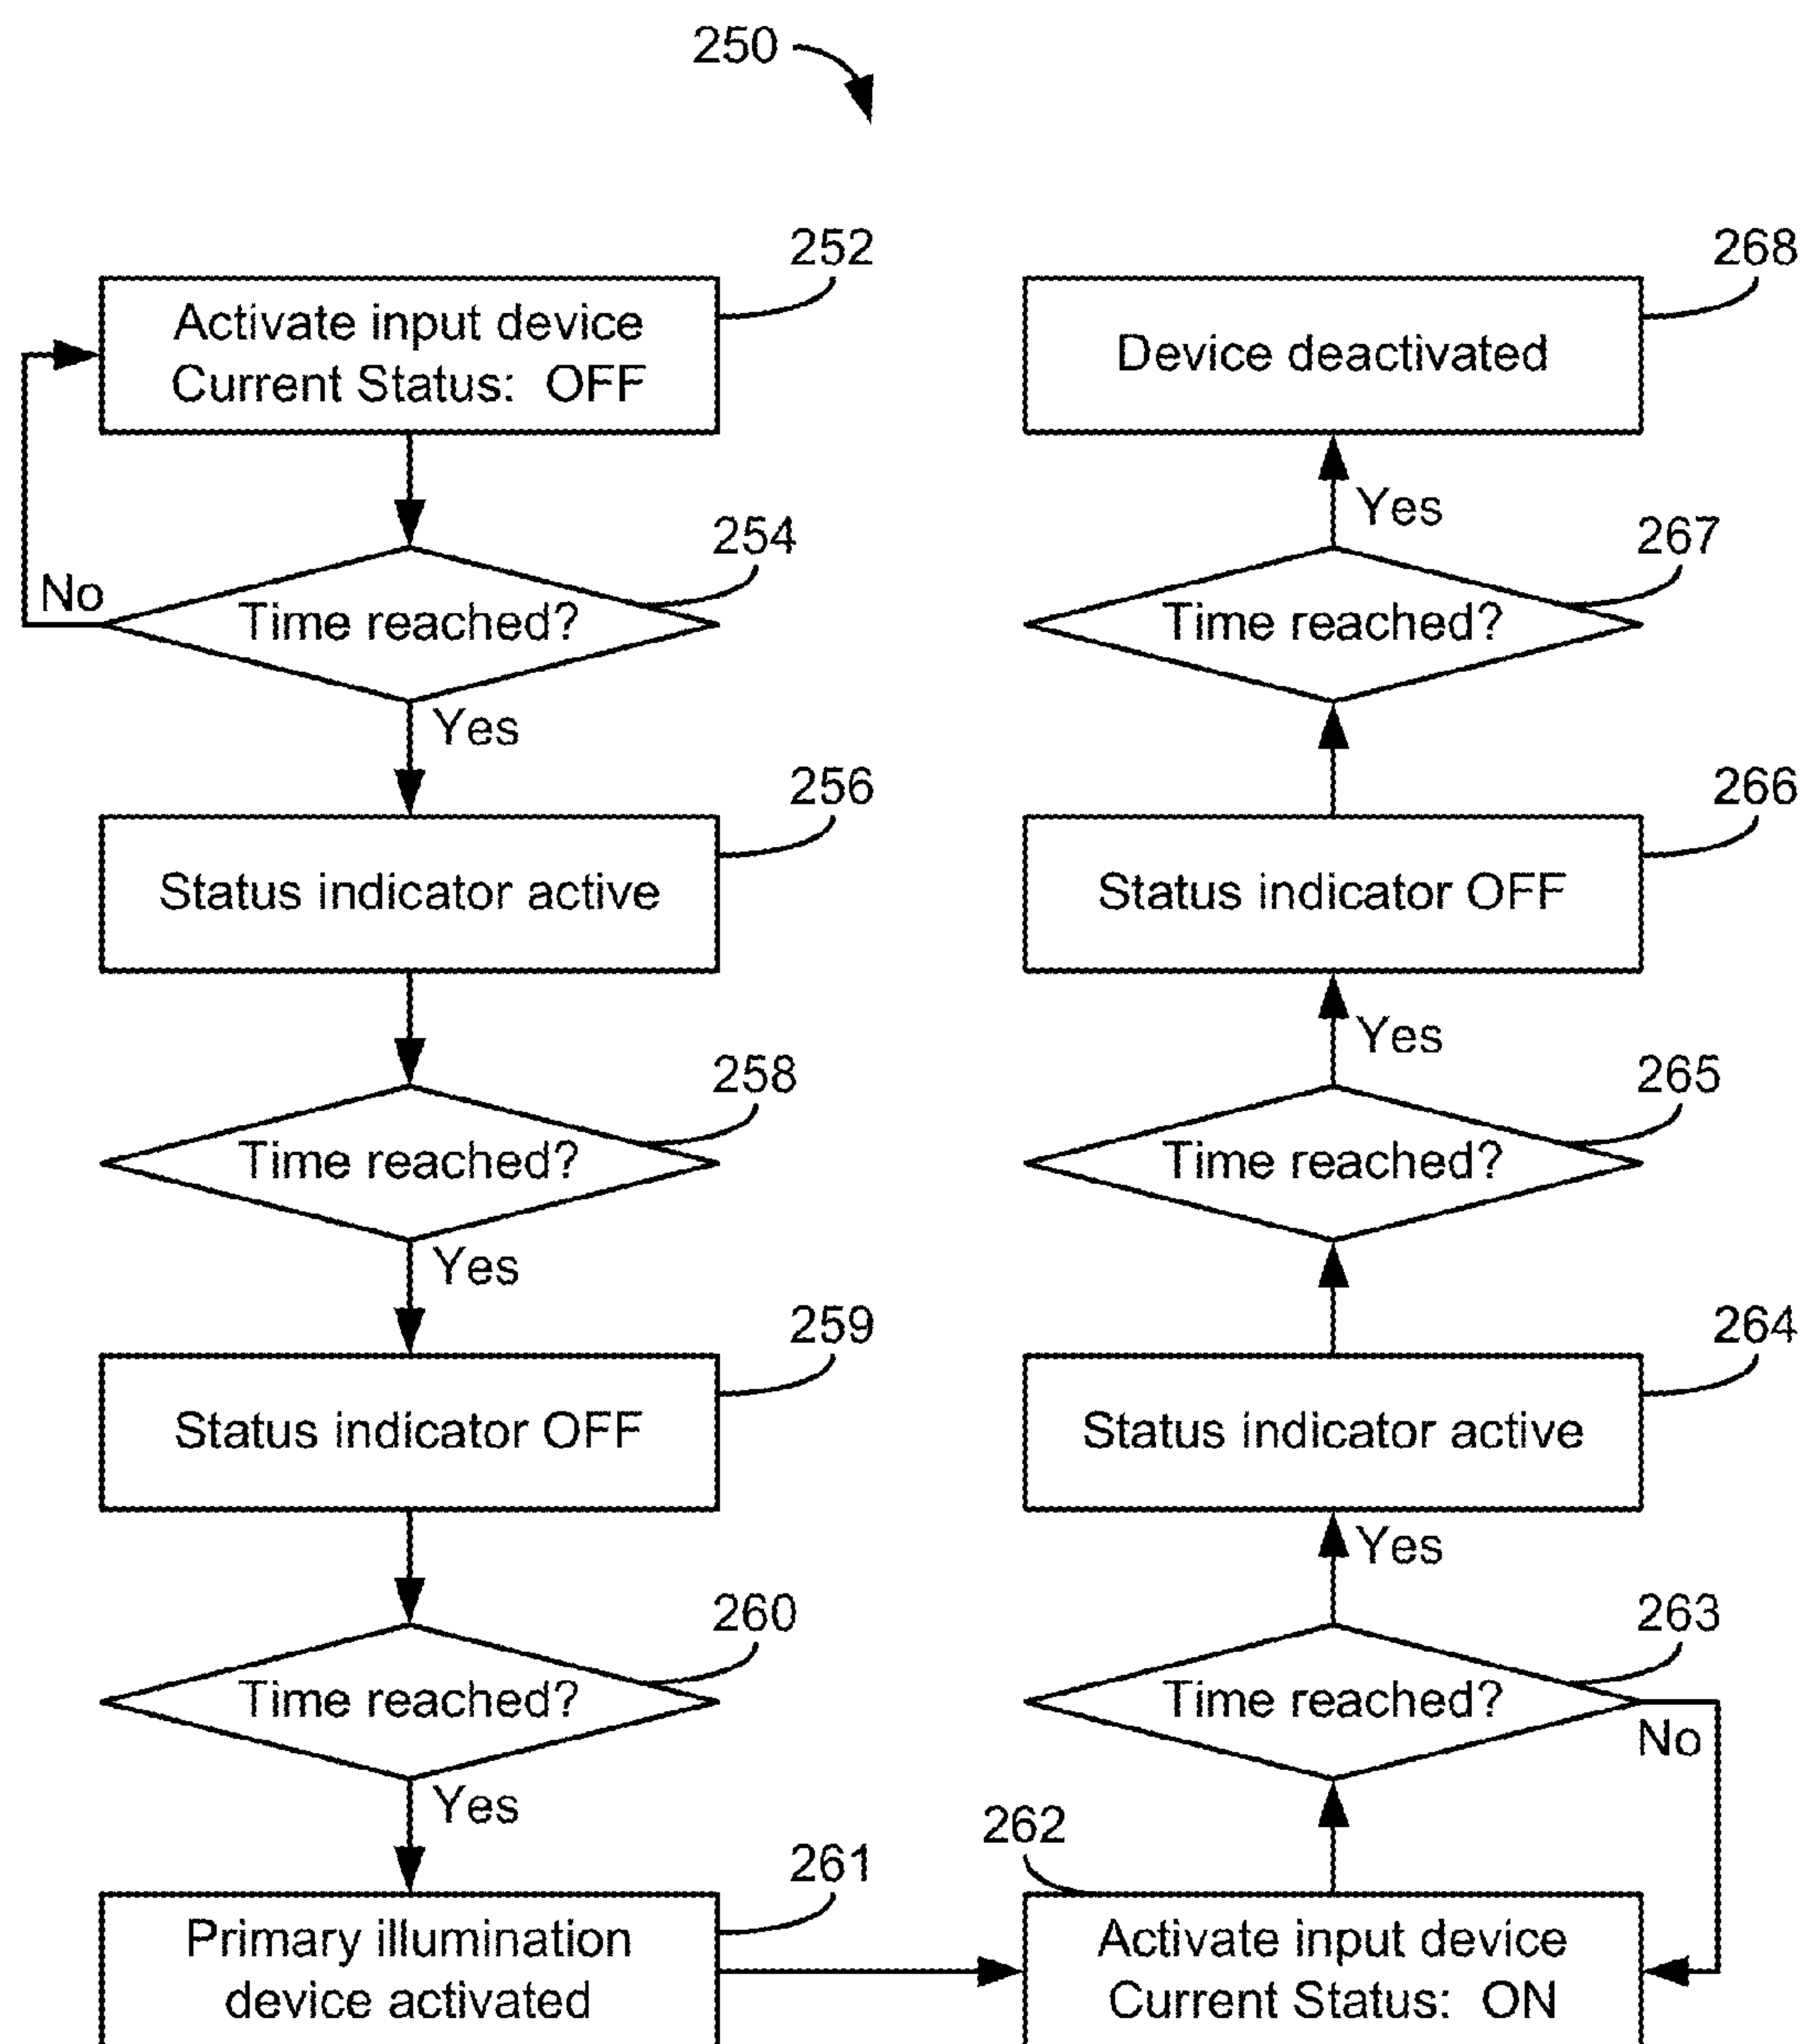 250
252
Activate input device
Current Status: OFF
254
No
Time reached?
Yes
256
Status indicator active
258
Time reached?
Yes
259
Status indicator OFF
260
Time reached?
Yes
261
Primary illumination
device activated
262
Activate input device
Current Status: ON
263
Time reached?
No
Yes
264
Status indicator active
265
Time reached?
Yes
266
Status indicator OFF
267
Time reached?
Yes
268
Device deactivated